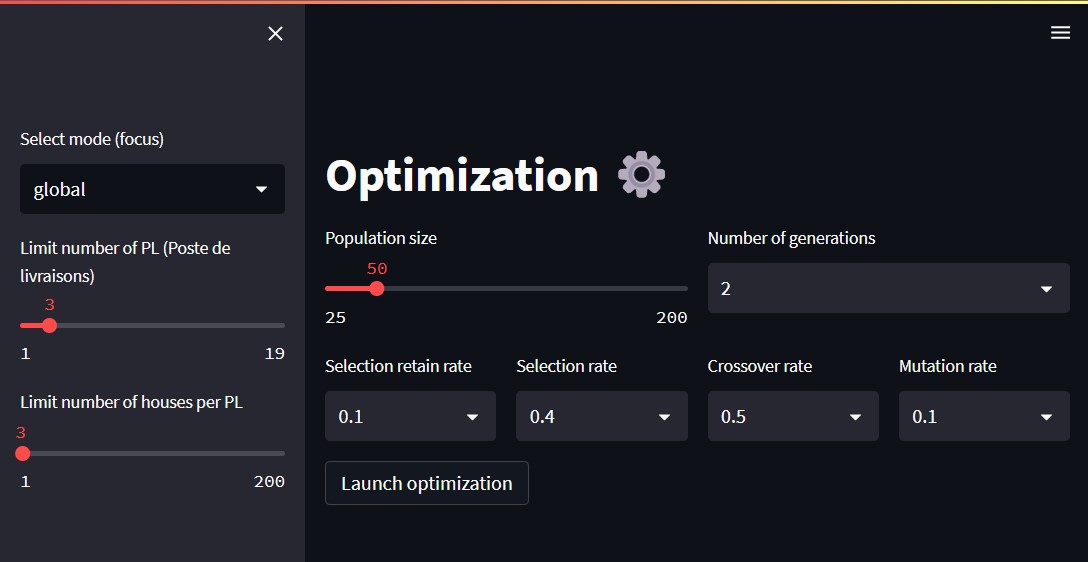 Select mode (focus)
global
Limit number of PL (Poste de
livraisons)
3
1 19
Limit number of houses per PL
3
1 200
Optimization
Population size
50
25 200
Number of generations
2
Selection retain rate
0.1
Selection rate
0.4
Crossover rate
0.5
Mutation rate
0.1
Launch optimization